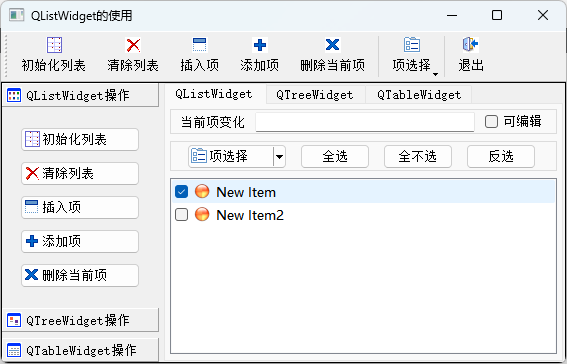 QListWidget的使用
初始化列表 清除列表 插入项 添加项 删除当前项 项选择 退出
QListWidget操作
初始化列表
清除列表
插入项
添加项
删除当前项
QTreeWidget操作
QTableWidget操作
QListWidget QTreeWidget QTableWidget
当前项变化 可编辑
项选择 全选 全不选 反选
New Item
New Item2